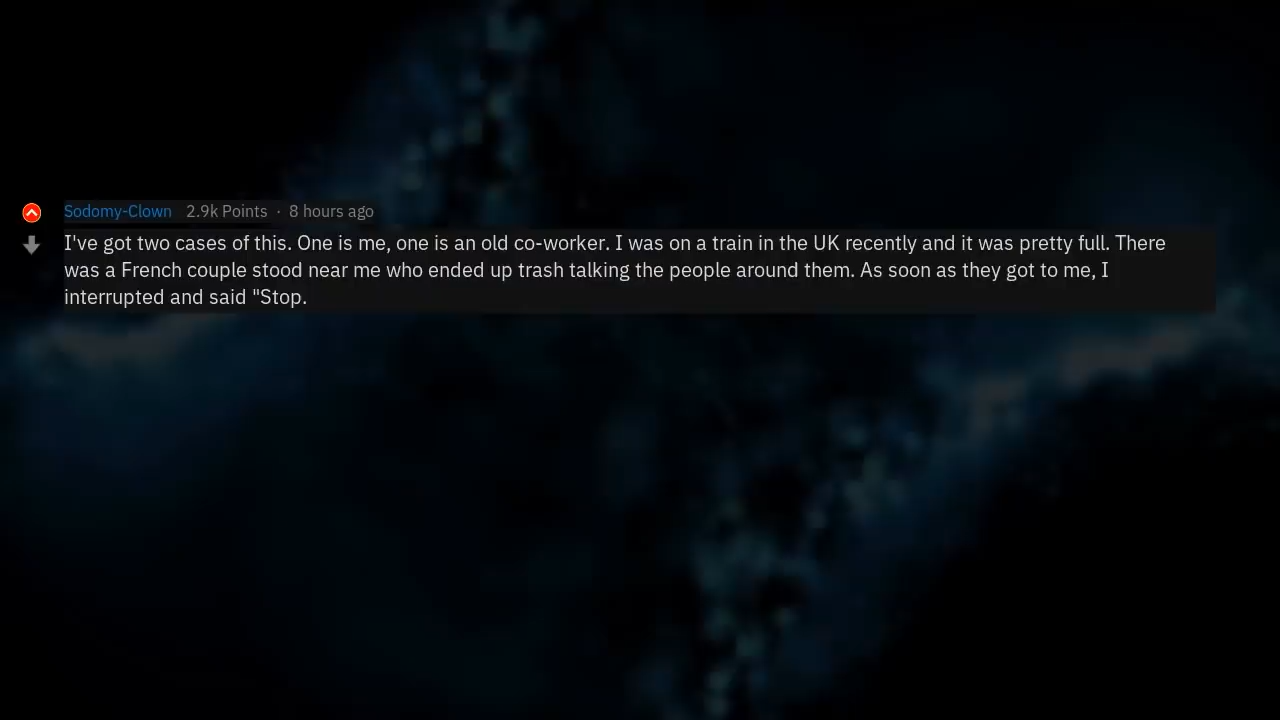 Sodomy-Clown 2.9k Points · 8 hours ago
I've got two cases of this. One is me, one is an old co-worker. I was on a train in the UK recently and it was pretty full. There
was a French couple stood near me who ended up trash talking the people around them. As soon as they got to me, I
interrupted and said "Stop.